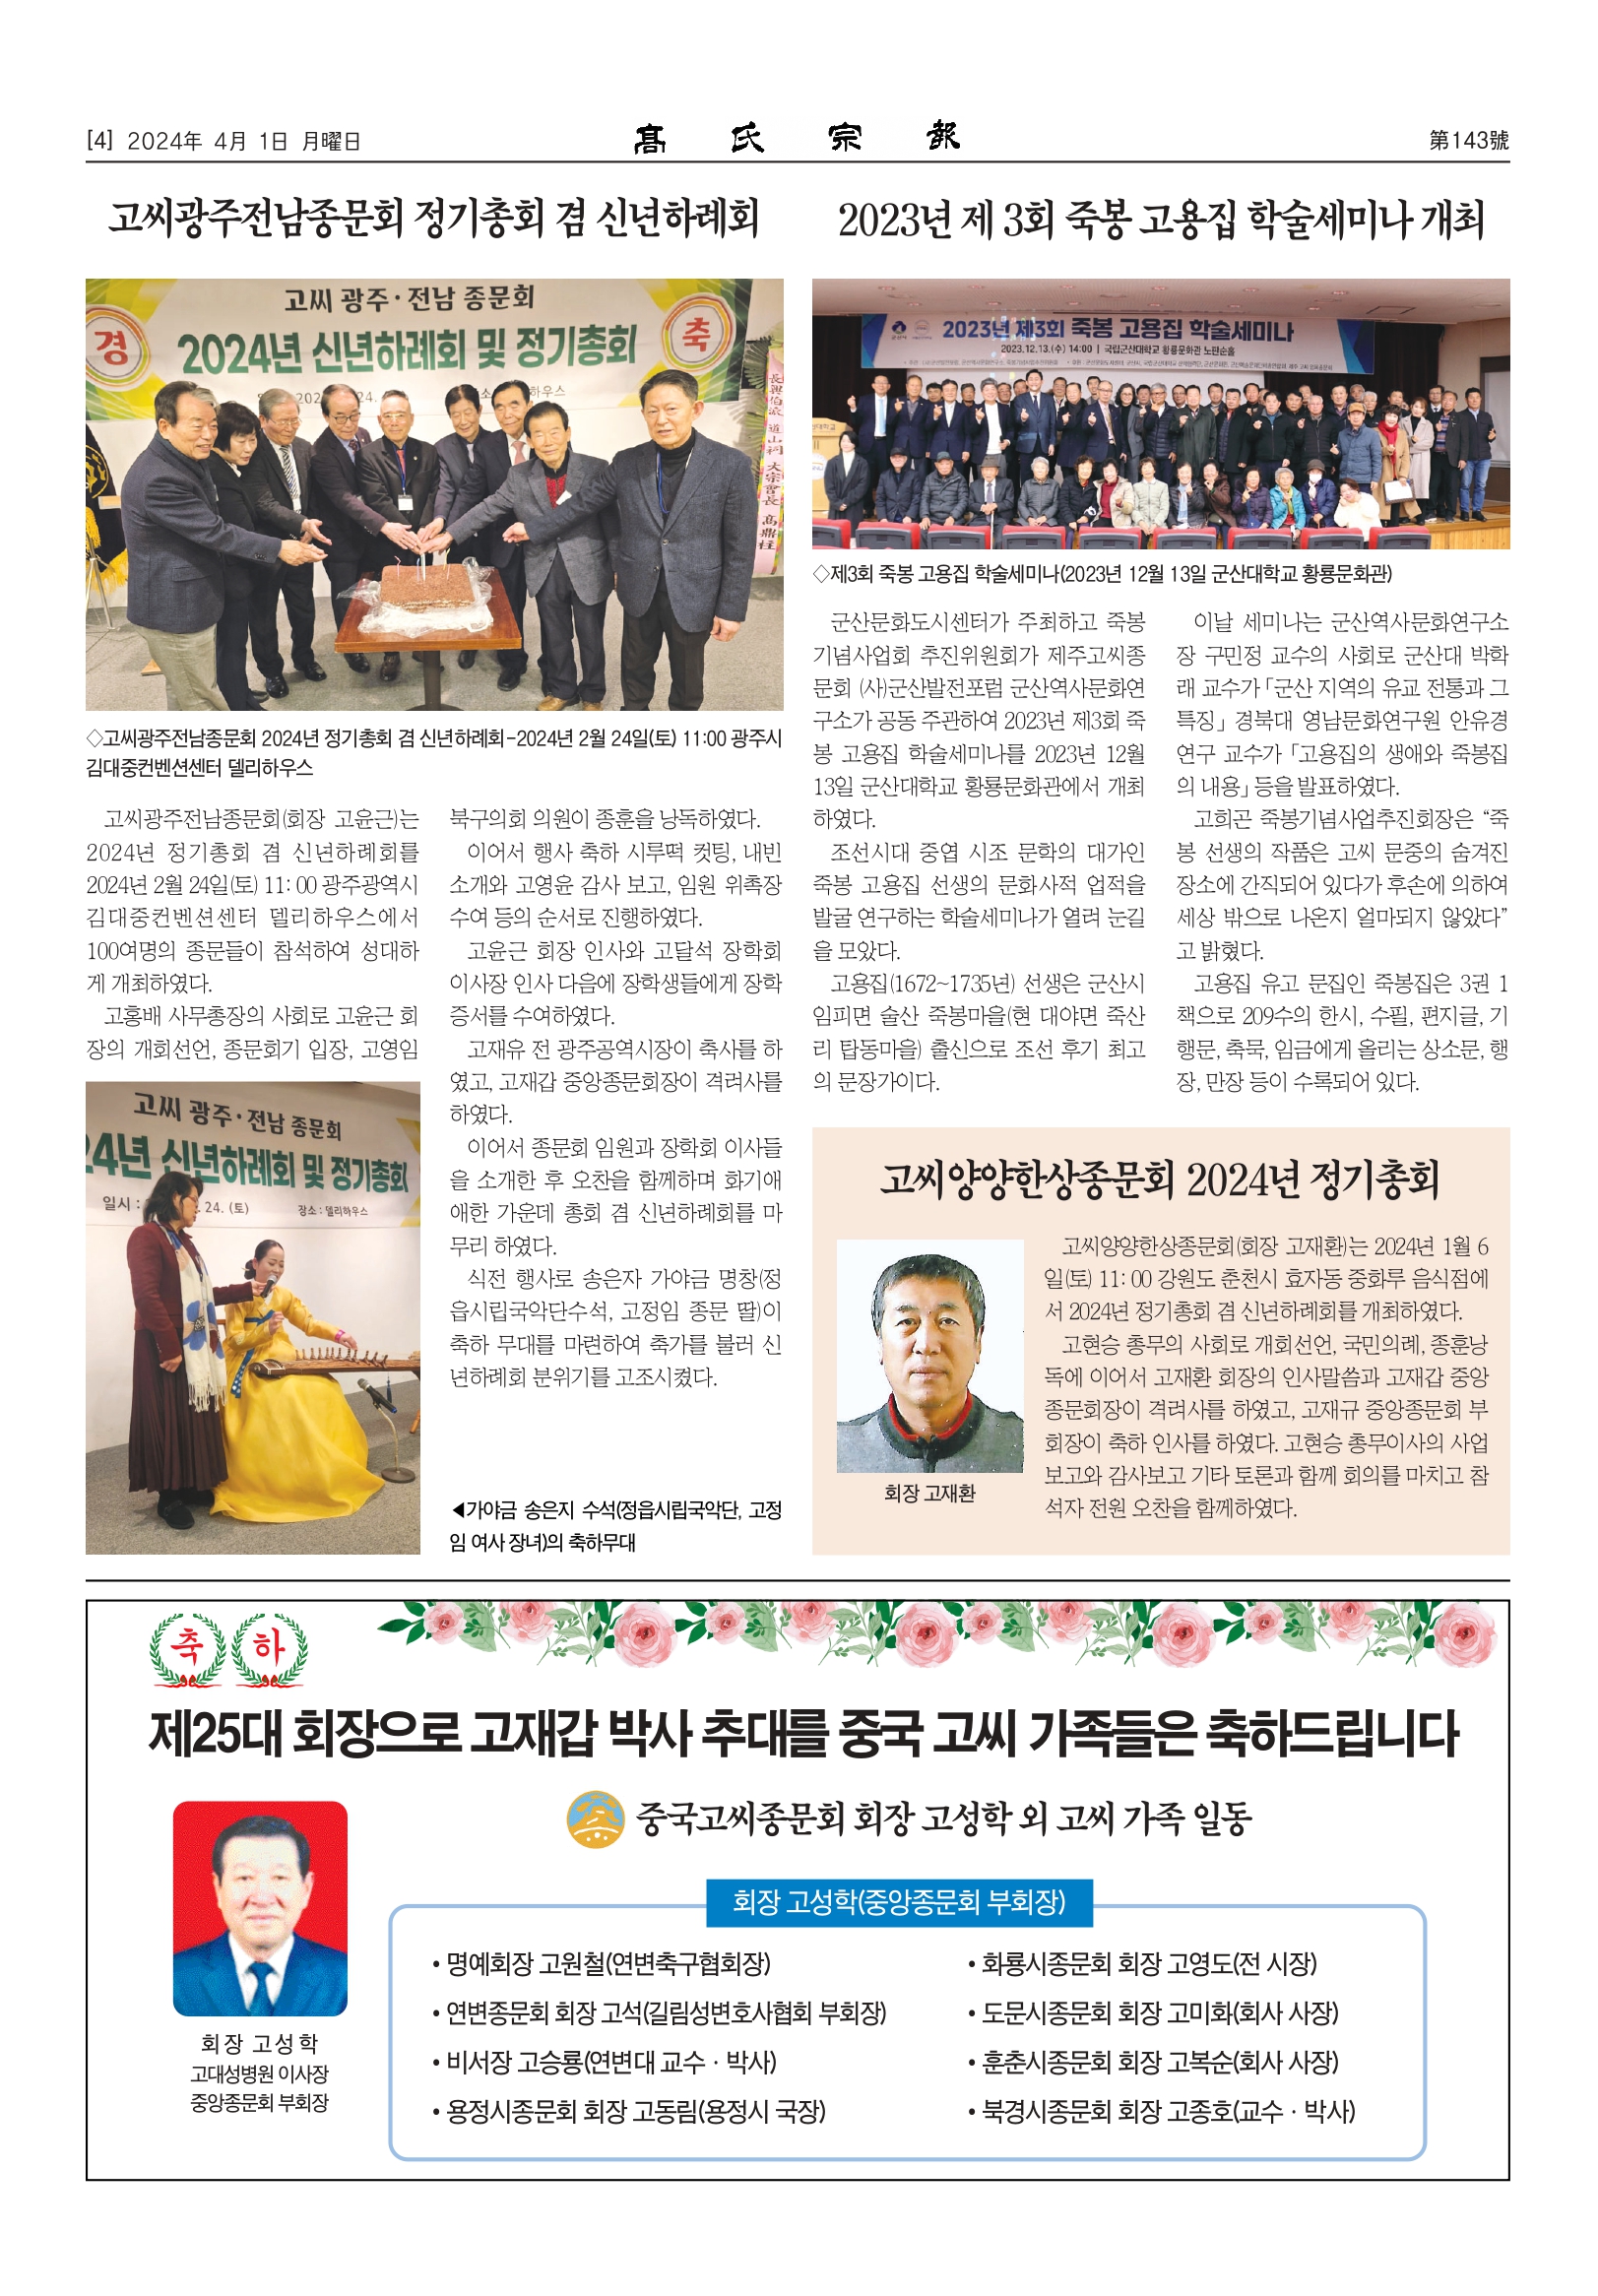 [4] 2024年 4月 1日 月曜日
髙氏宗報
第143號
고씨광주전남종문회 정기총회 겸 신년하례회
고씨 광주·전남 종문회
경
축
2024년 신년하례회 및 정기총회
長興伯派 道山祠 大宗會長 高鼎柱
◇고씨광주전남종문회 2024년 정기총회 겸 신년하례회-2024년 2월 24일(토) 11:00 광주시
김대중컨벤션센터 델리하우스
고씨광주전남종문회(회장 고윤근)는
2024년 정기총회 겸 신년하례회를
2024년 2월 24일(토) 11: 00 광주광역시
김대중컨벤션센터 델리하우스에서
100여명의 종문들이 참석하여 성대하
게 개최하였다.
고홍배 사무총장의 사회로 고윤근 회
장의 개회선언, 종문회기 입장, 고영임
고씨 광주·전남 종문회
24년 신년하례회 및 정기총회
일시 :
. 24. (토)
장소 : 델리하우스
북구의회 의원이 종훈을 낭독하였다.
이어서 행사 축하 시루떡 컷팅, 내빈
소개와 고영윤 감사 보고, 임원 위촉장
수여 등의 순서로 진행하였다.
고윤근 회장 인사와 고달석 장학회
이사장 인사 다음에 장학생들에게 장학
증서를 수여하였다.
고재유 전 광주공역시장이 축사를 하
였고, 고재갑 중앙종문회장이 격려사를
하였다.
이어서 종문회 임원과 장학회 이사들
을 소개한 후 오찬을 함께하며 화기애
애한 가운데 총회 겸 신년하례회를 마
무리 하였다.
식전 행사로 송은자 가야금 명창(정
읍시립국악단수석, 고정임 종문 딸)이
축하 무대를 마련하여 축가를 불러 신
년하례회 분위기를 고조시켰다.
◀가야금 송은지 수석(정읍시립국악단, 고정
임 여사 장녀)의 축하무대
2023년 제 3회 죽봉 고용집 학술세미나 개최
2023년 제3회 죽봉 고용집 학술세미나
2023.12.13.(수) 14:00 | 국립군산대학교 황룡문화관 노판순홀
◇제3회 죽봉 고용집 학술세미나(2023년 12월 13일 군산대학교 황룡문화관)
군산문화도시센터가 주최하고 죽봉
기념사업회 추진위원회가 제주고씨종
문회 (사)군산발전포럼 군산역사문화연
구소가 공동 주관하여 2023년 제3회 죽
봉 고용집 학술세미나를 2023년 12월
13일 군산대학교 황룡문화관에서 개최
하였다.
조선시대 중엽 시조 문학의 대가인
죽봉 고용집 선생의 문화사적 업적을
발굴 연구하는 학술세미나가 열려 눈길
을 모았다.
고용집(1672~1735년) 선생은 군산시
임피면 술산 죽봉마을(현 대야면 죽산
리 탑동마을) 출신으로 조선 후기 최고
의 문장가이다.
이날 세미나는 군산역사문화연구소
장 구민정 교수의 사회로 군산대 박학
래 교수가 「군산 지역의 유교 전통과 그
특징」 경북대 영남문화연구원 안유경
연구 교수가 「고용집의 생애와 죽봉집
의 내용」 등을 발표하였다.
고희곤 죽봉기념사업추진회장은 “죽
봉 선생의 작품은 고씨 문중의 숨겨진
장소에 간직되어 있다가 후손에 의하여
세상 밖으로 나온지 얼마되지 않았다”
고 밝혔다.
고용집 유고 문집인 죽봉집은 3권 1
책으로 209수의 한시, 수필, 편지글, 기
행문, 축묵, 임금에게 올리는 상소문, 행
장, 만장 등이 수록되어 있다.
고씨양양한상종문회 2024년 정기총회
회장 고재환
고씨양양한상종문회(회장 고재환)는 2024년 1월 6
일(토) 11: 00 강원도 춘천시 효자동 중화루 음식점에
서 2024년 정기총회 겸 신년하례회를 개최하였다.
고현승 총무의 사회로 개회선언, 국민의례, 종훈낭
독에 이어서 고재환 회장의 인사말씀과 고재갑 중앙
종문회장이 격려사를 하였고, 고재규 중앙종문회 부
회장이 축하 인사를 하였다. 고현승 총무이사의 사업
보고와 감사보고 기타 토론과 함께 회의를 마치고 참
석자 전원 오찬을 함께하였다.
축 하
제25대 회장으로 고재갑 박사 추대를 중국 고씨 가족들은 축하드립니다
중국고씨종문회 회장 고성학 외 고씨 가족 일동
회장 고성학
고대성병원 이사장
중앙종문회 부회장
회장 고성학(중앙종문회 부회장)
• 명예회장 고원철(연변축구협회장)
• 연변종문회 회장 고석(길림성변호사협회 부회장)
• 비서장 고승룡(연변대 교수 · 박사)
• 용정시종문회 회장 고동림(용정시 국장)
• 화룡시종문회 회장 고영도(전 시장)
• 도문시종문회 회장 고미화(회사 사장)
• 훈춘시종문회 회장 고복순(회사 사장)
• 북경시종문회 회장 고종호(교수 · 박사)